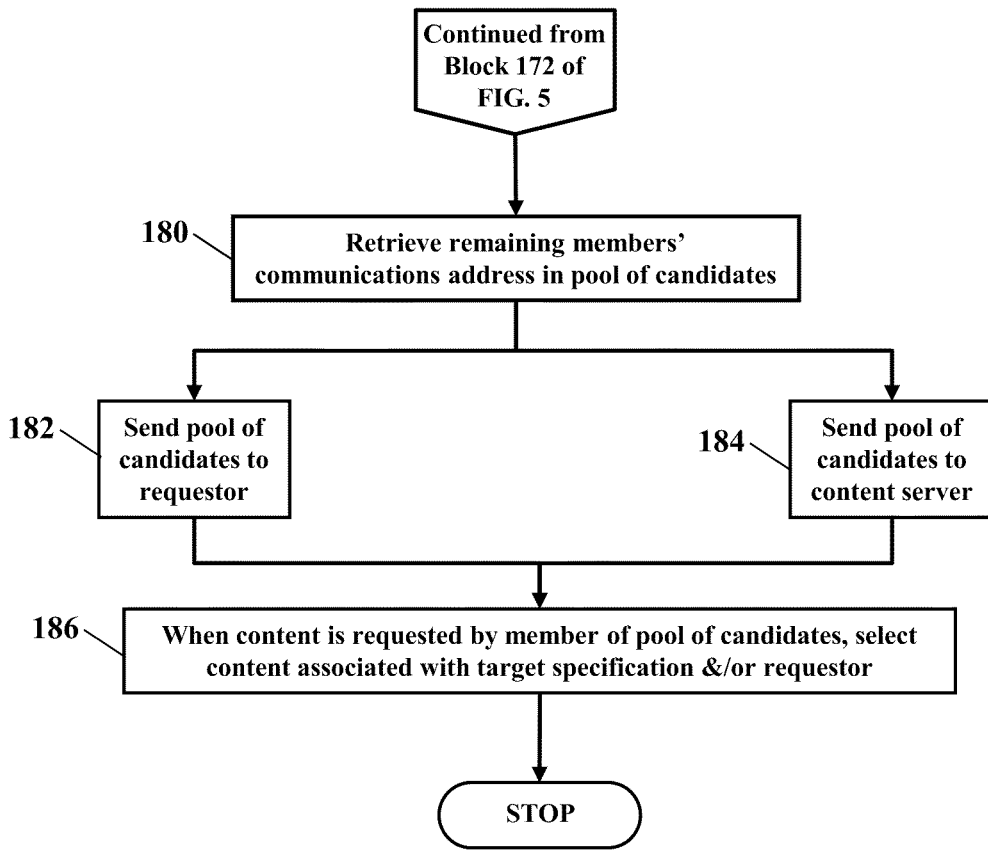 Continued from
Block 172 of
FIG. 5
180
Retrieve remaining members'
communications address in pool of candidates
182
Send pool of
candidates to
requestor
184
Send pool of
candidates to
content server
186
When content is requested by member of pool of candidates, select
content associated with target specification &/or requestor
STOP